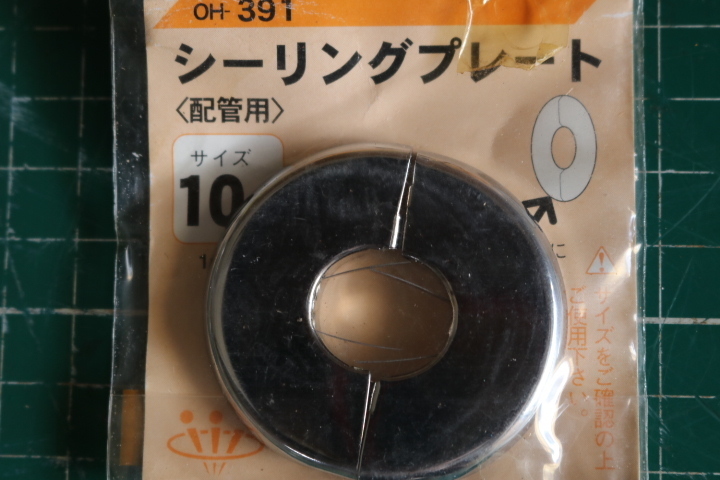 OH-391
シーリングプレート
〈配管用〉
サイズ
10
に
⚠サイズをご確認の上
ご使用下さい。